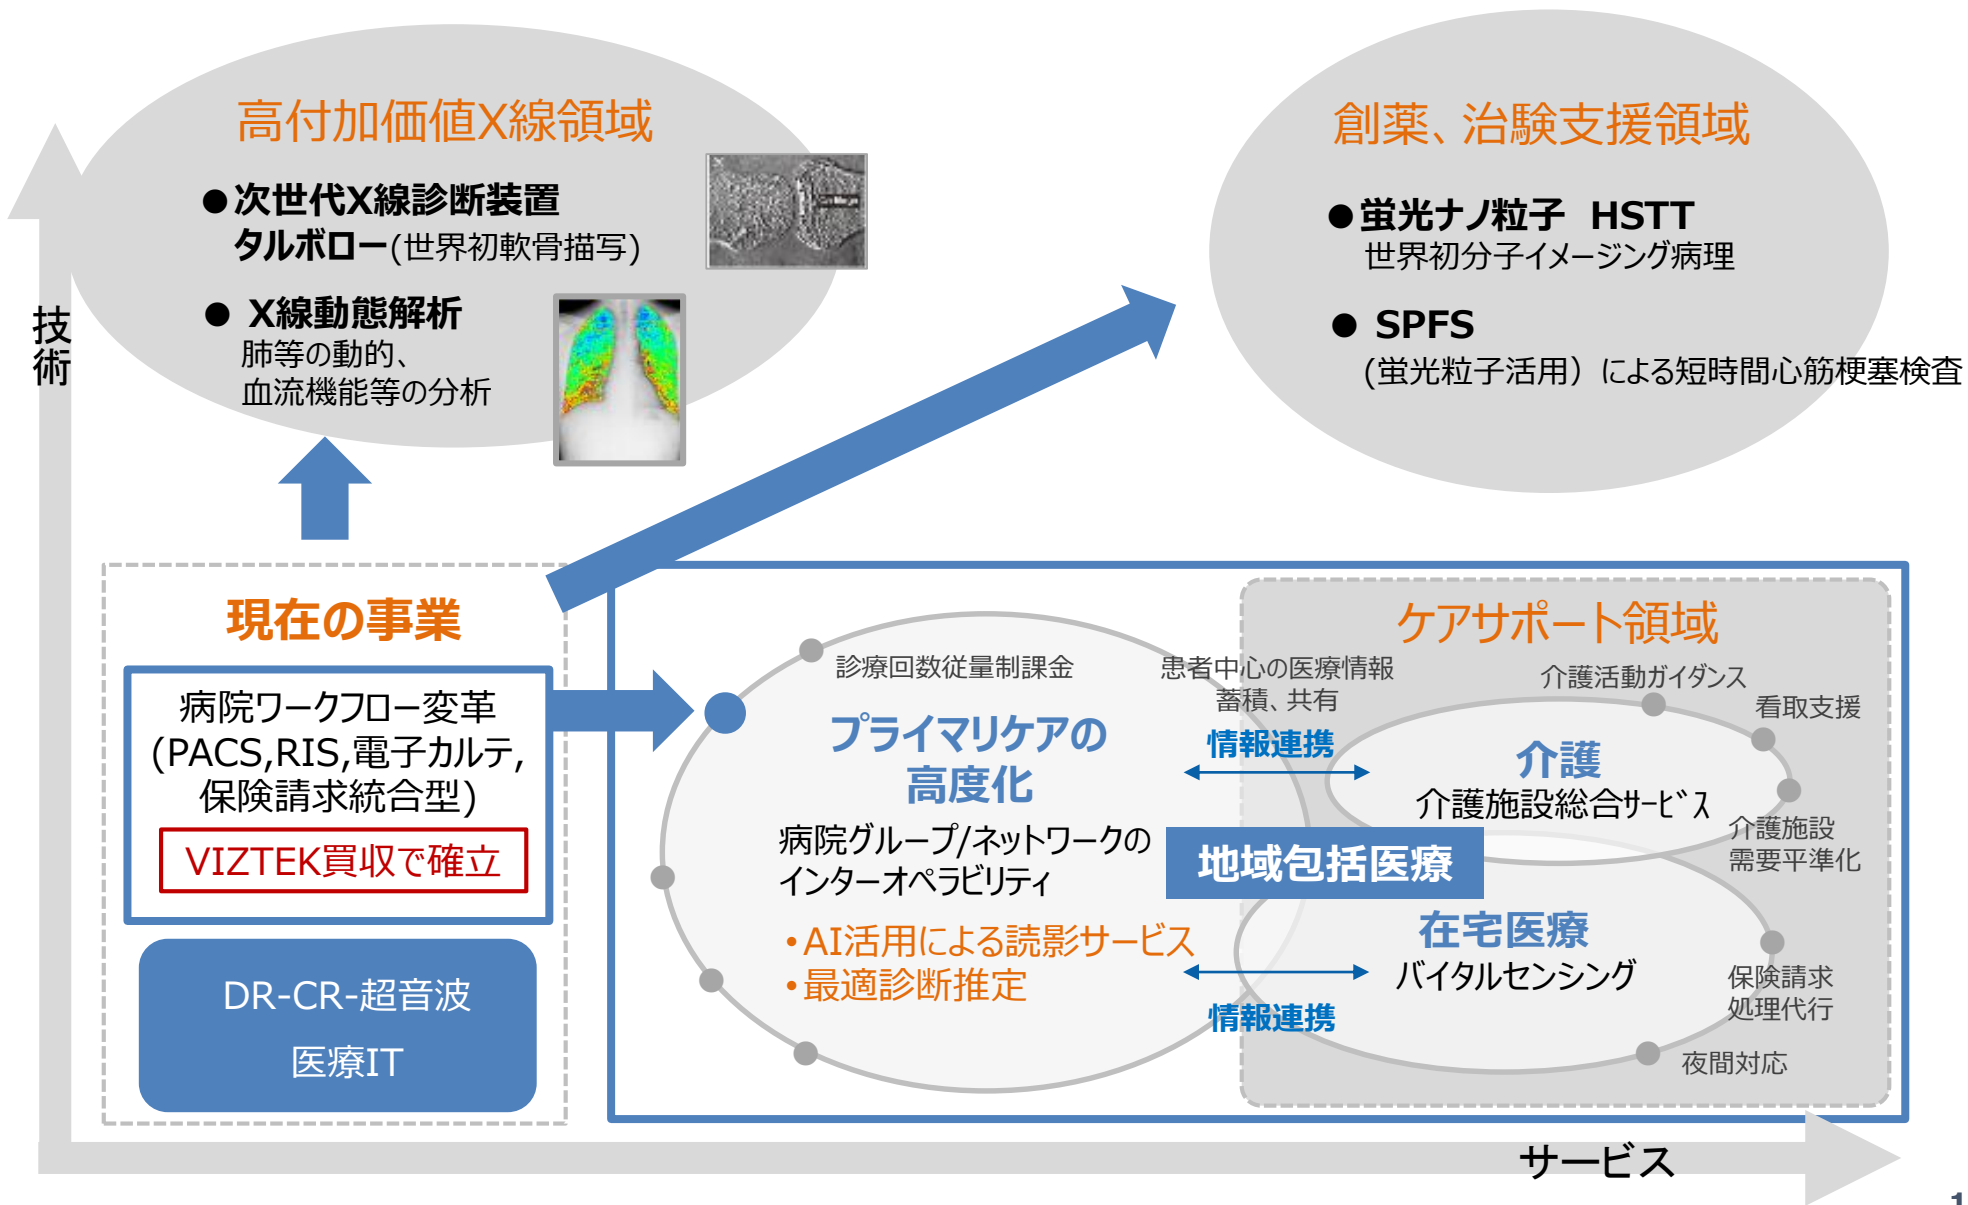 高付加価値X線領域
●次世代X線診断装置
タルボロー(世界初軟骨描写)
● X線動態解析
肺等の動的、
血流機能等の分析
創薬、治験支援領域
●蛍光ナノ粒子 HSTT
世界初分子イメージング病理
● SPFS
(蛍光粒子活用）による短時間心筋梗塞検査
技術
現在の事業
病院ワークフロー変革
(PACS,RIS,電子カルテ,
保険請求統合型)
VIZTEK買収で確立
DR-CR-超音波
医療IT
診療回数従量制課金
患者中心の医療情報
蓄積、共有
プライマリケアの
高度化
病院グループ/ネットワークの
インターオペラビリティ
・AI活用による読影サービス
・最適診断推定
情報連携
情報連携
地域包括医療
ケアサポート領域
介護活動ガイダンス
看取支援
介護
介護施設総合ｻｰﾋﾞｽ
介護施設
需要平準化
在宅医療
バイタルセンシング
保険請求
処理代行
夜間対応
サービス
1